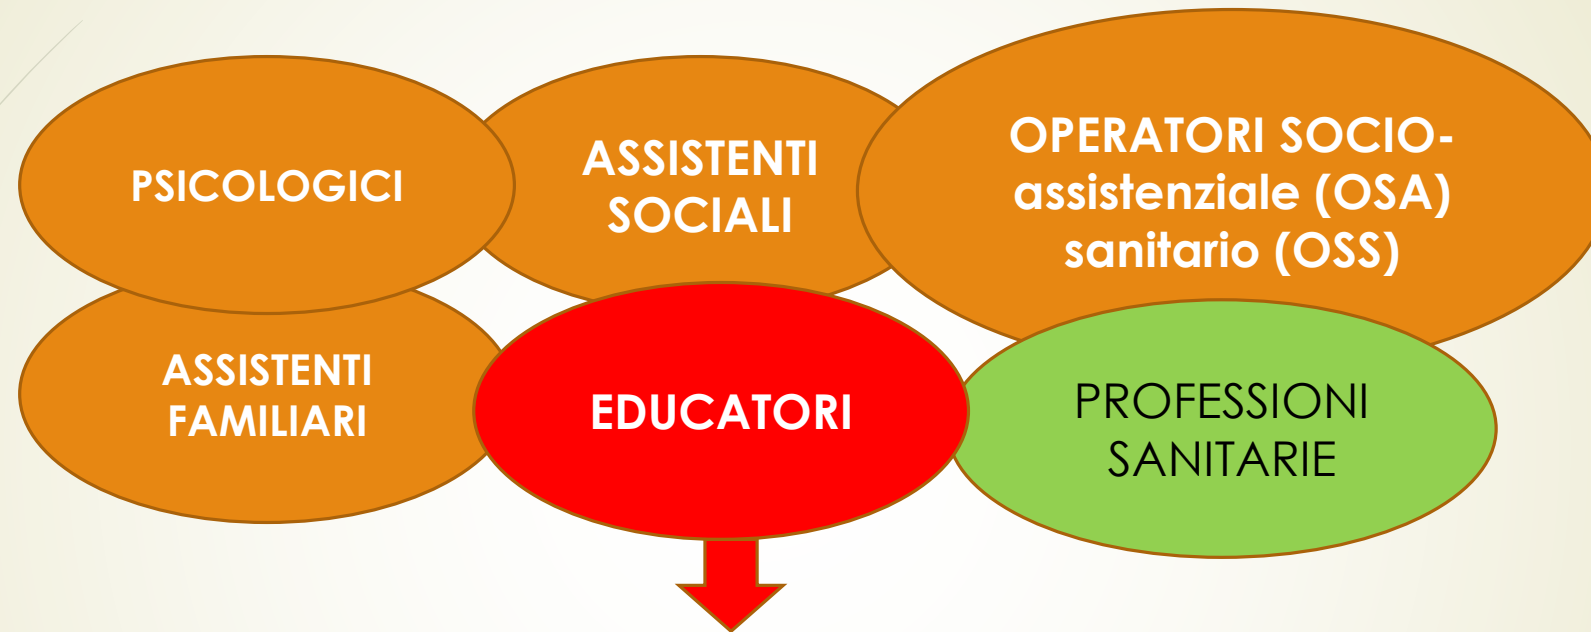 PSICOLOGICI
ASSISTENTI
SOCIALI
OPERATORI SOCIO-
assistenziale (OSA)
sanitario (OSS)
ASSISTENTI
FAMILIARI
EDUCATORI
PROFESSIONI
SANITARIE